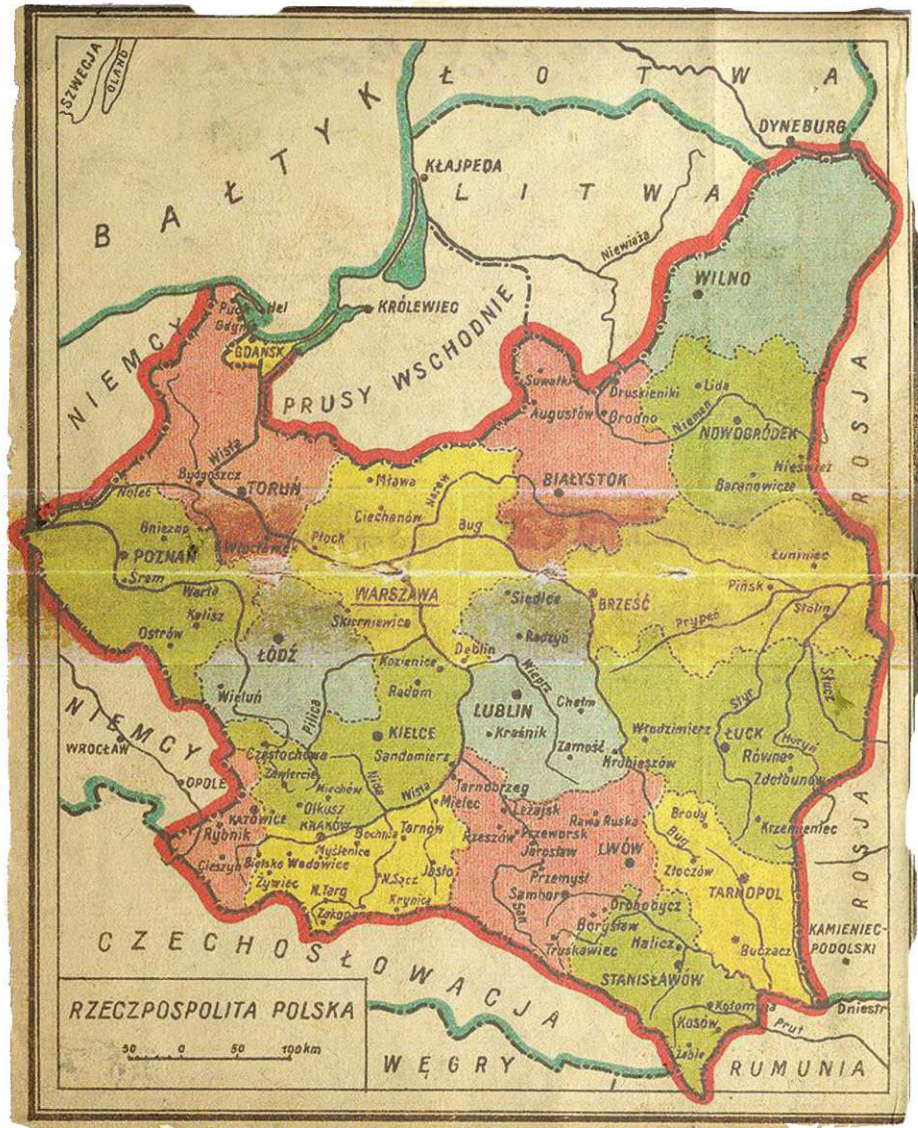 SZWECJA
OLAND
BAŁTYK
ŁOTWA
DYNEBURG
KŁAJPEDA
LITWA
Niewiaża
WILNO
KRÓLEWIEC
NIEMCY
Puck
Hel
Gdynia
GDAŃSK
PRUSY WSCHODNIE
Suwałki
Augustów
Druskieniki
Grodno
Lida
Niemen
NOWOGRÓDEK
ROSJA
Nieśwież
Baranowicze
Wisła
Bydgoszcz
TORUŃ
Noteć
Mława
Narew
BIAŁYSTOK
Ciechanów
Bug
Gniezno
Włocławek
Płock
POZNAŃ
Śrem
Warta
WARSZAWA
Siedlce
BRZEŚĆ
Pińsk
Łuniniec
Stolin
Prypeć
Kalisz
Skierniewice
Ostrów
ŁÓDŹ
Radzyń
Dęblin
Kozienice
Wieprz
Styr
Słucz
Wieluń
Pilica
Radom
LUBLIN
Chełm
NIEMCY
WROCŁAW
KIELCE
Kraśnik
Zamość
Włodzimierz
ŁUCK
Horyń
Częstochowa
Sandomierz
Hrubieszów
Równe
Zdołbunów
OPOLE
Zawiercie
Miechów
Nida
Wisła
Tarnobrzeg
Mielec
Leżajsk
Olkusz
KATOWICE
Rybnik
KRAKÓW
Bochnia
Tarnów
Rzeszów
Przeworsk
Rawa Ruska
Brody
Krzemieniec
ROSJA
Myślenice
Jarosław
LWÓW
Bug
Cieszyn
Bielsko
Wadowice
Jasło
Przemyśl
Złoczów
Żywiec
N.Targ
N.Sącz
Sambor
TARNOPOL
Krynica
San
Drohobycz
Zakopane
Borysław
Halicz
Buczacz
KAMIENIEC-
PODOLSKI
Truskawiec
STANISŁAWÓW
CZECHOSŁOWACJA
Kołomyja
Dniestr
Kosów
Prut
Żabie
RZECZPOSPOLITA POLSKA
50 0 50 100km
WĘGRY
RUMUNIA